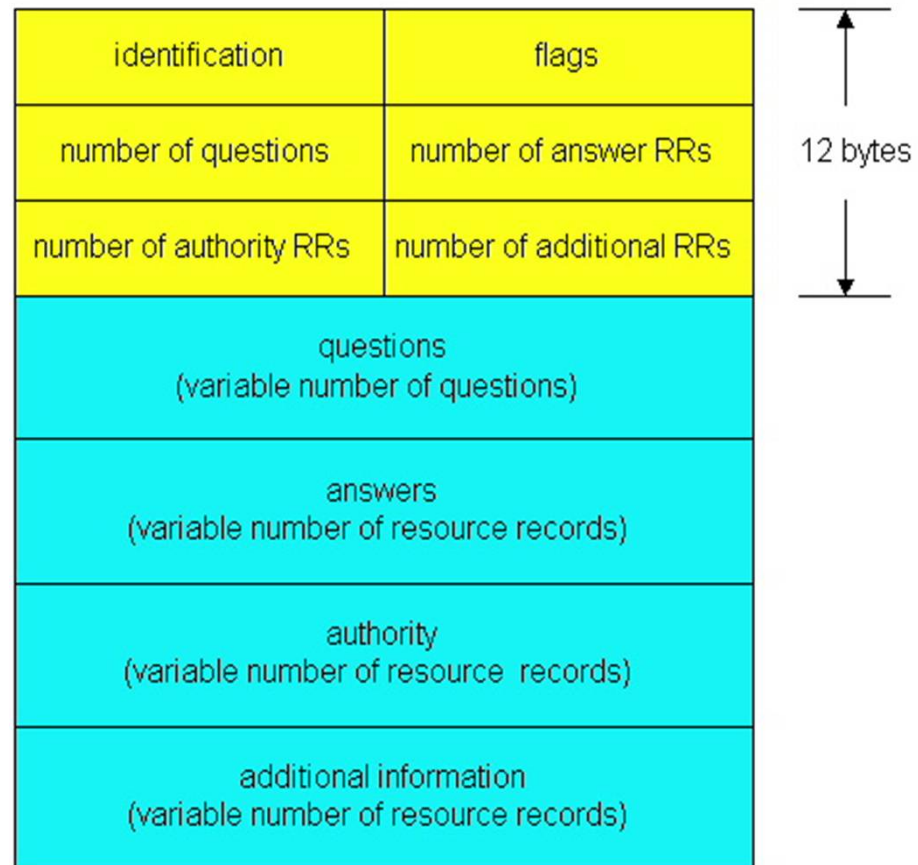 identification
flags
number of questions
number of answer RRs
12 bytes
number of authority RRs
number of additional RRs
questions
(variable number of questions)
answers
(variable number of resource records)
authority
(variable number of resource records)
additional information
(variable number of resource records)